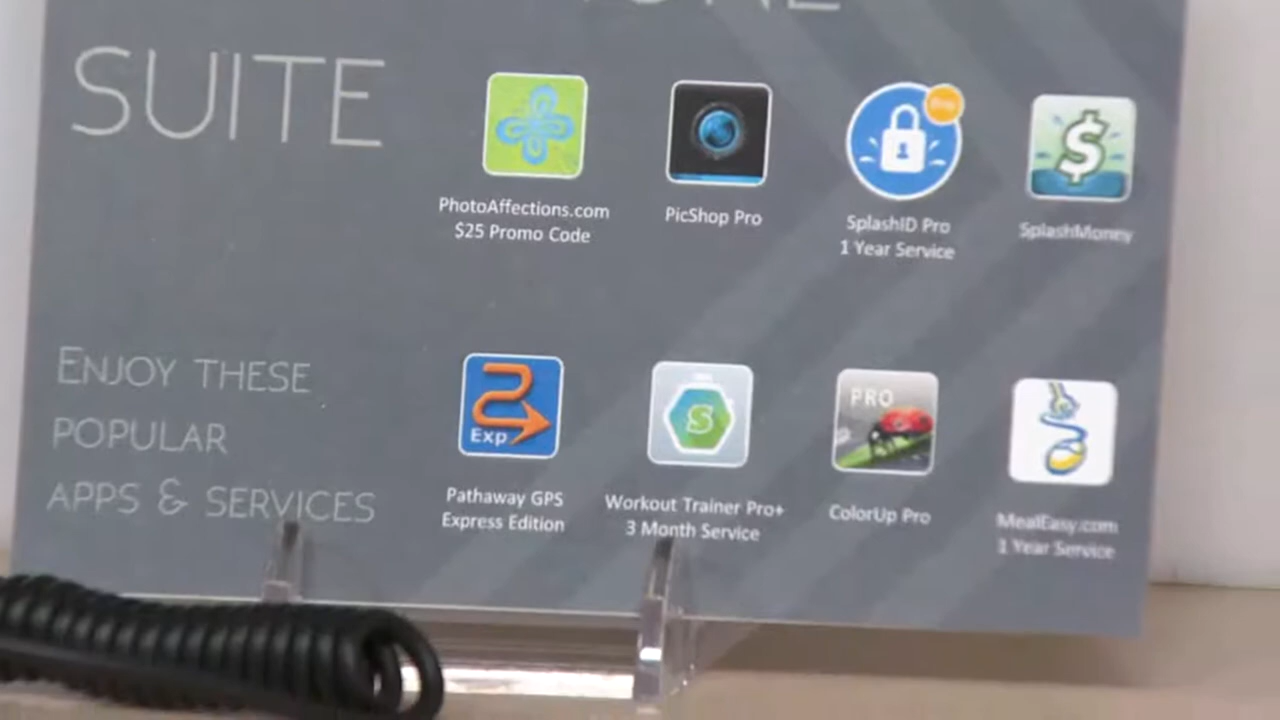 SUITE
PhotoAffections.com
$25 Promo Code
PicShop Pro
SplashID Pro
1 Year Service
SplashMoney
ENJOY THESE
POPULAR
APPS & SERVICES
Exp
Pathaway GPS
Express Edition
S
Workout Trainer Pro+
3 Month Service
PRO
ColorUp Pro
MealEasy.com
1 Year Service